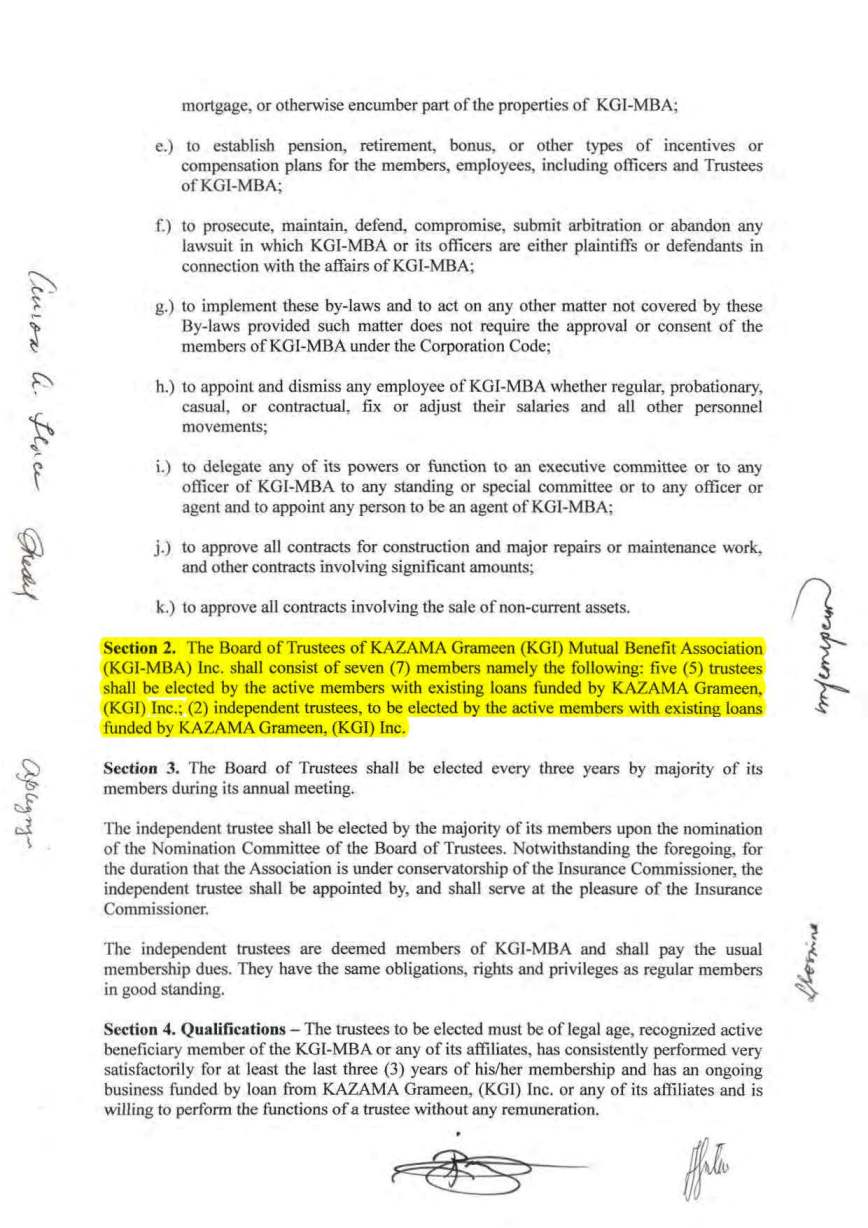 mortgage, or otherwise encumber part of the properties of KGI-MBA;
e.) to establish pension, retirement, bonus, or other types of incentives or
compensation plans for the members, employees, including officers and Trustees
of KGI-MBA;
f.) to prosecute, maintain, defend, compromise, submit arbitration or abandon any
lawsuit in which KGI-MBA or its officers are either plaintiffs or defendants in
connection with the affairs of KGI-MBA;
g.) to implement these by-laws and to act on any other matter not covered by these
By-laws provided such matter does not require the approval or consent of the
members of KGI-MBA under the Corporation Code;
h.) to appoint and dismiss any employee of KGI-MBA whether regular, probationary,
casual, or contractual, fix or adjust their salaries and all other personnel
movements;
i.) to delegate any of its powers or function to an executive committee or to any
officer of KGI-MBA to any standing or special committee or to any officer or
agent and to appoint any person to be an agent of KGI-MBA;
j.) to approve all contracts for construction and major repairs or maintenance work,
and other contracts involving significant amounts;
k.) to approve all contracts involving the sale of non-current assets.
Section 2. The Board of Trustees of KAZAMA Grameen (KGI) Mutual Benefit Association
(KGI-MBA) Inc. shall consist of seven (7) members namely the following: five (5) trustees
shall be elected by the active members with existing loans funded by KAZAMA Grameen,
(KGI) Inc.; (2) independent trustees, to be elected by the active members with existing loans
funded by KAZAMA Grameen, (KGI) Inc.
Section 3. The Board of Trustees shall be elected every three years by majority of its
members during its annual meeting.
The independent trustee shall be elected by the majority of its members upon the nomination
of the Nomination Committee of the Board of Trustees. Notwithstanding the foregoing, for
the duration that the Association is under conservatorship of the Insurance Commissioner, the
independent trustee shall be appointed by, and shall serve at the pleasure of the Insurance
Commissioner.
The independent trustees are deemed members of KGI-MBA and shall pay the usual
membership dues. They have the same obligations, rights and privileges as regular members
in good standing.
Section 4. Qualifications – The trustees to be elected must be of legal age, recognized active
beneficiary member of the KGI-MBA or any of its affiliates, has consistently performed very
satisfactorily for at least the last three (3) years of his/her membership and has an ongoing
business funded by loan from KAZAMA Grameen, (KGI) Inc. or any of its affiliates and is
willing to perform the functions of a trustee without any remuneration.